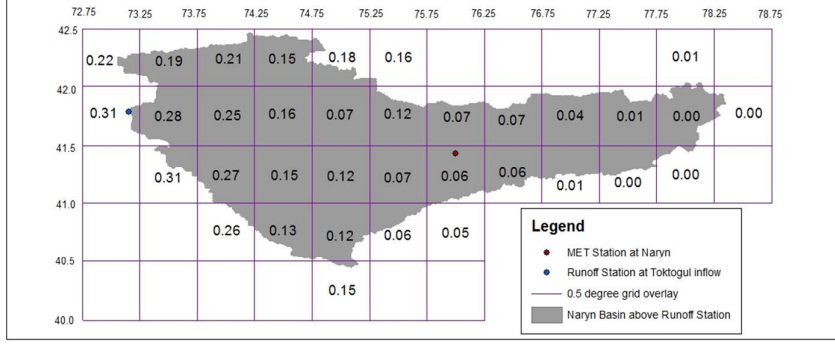 72.75 73.25 73.75 74.25 74.75 75.25 75.75 76.25 76.75 77.25 77.75 78.25 78.75
42.5
0.22 0.19 0.21 0.15 0.18 0.16 0.01
42.0
0.31 0.28 0.25 0.16 0.07 0.12 0.07 0.07 0.04 0.01 0.00 0.00
41.5
0.31 0.27 0.15 0.12 0.07 0.06 0.06 0.01 0.00 0.00
41.0
0.26 0.13 0.12 0.06 0.05
40.5
0.15
40.0
Legend
MET Station at Naryn
Runoff Station at Toktogul inflow
0.5 degree grid overlay
Naryn Basin above Runoff Station